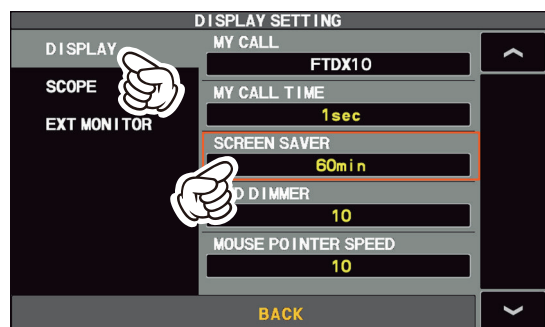 DISPLAY SETTING
DISPLAY
SCOPE
EXT MONITOR
MY CALL
FTDX10
MY CALL TIME
1sec
SCREEN SAVER
60min
DIMMER
10
MOUSE POINTER SPEED
10
BACK